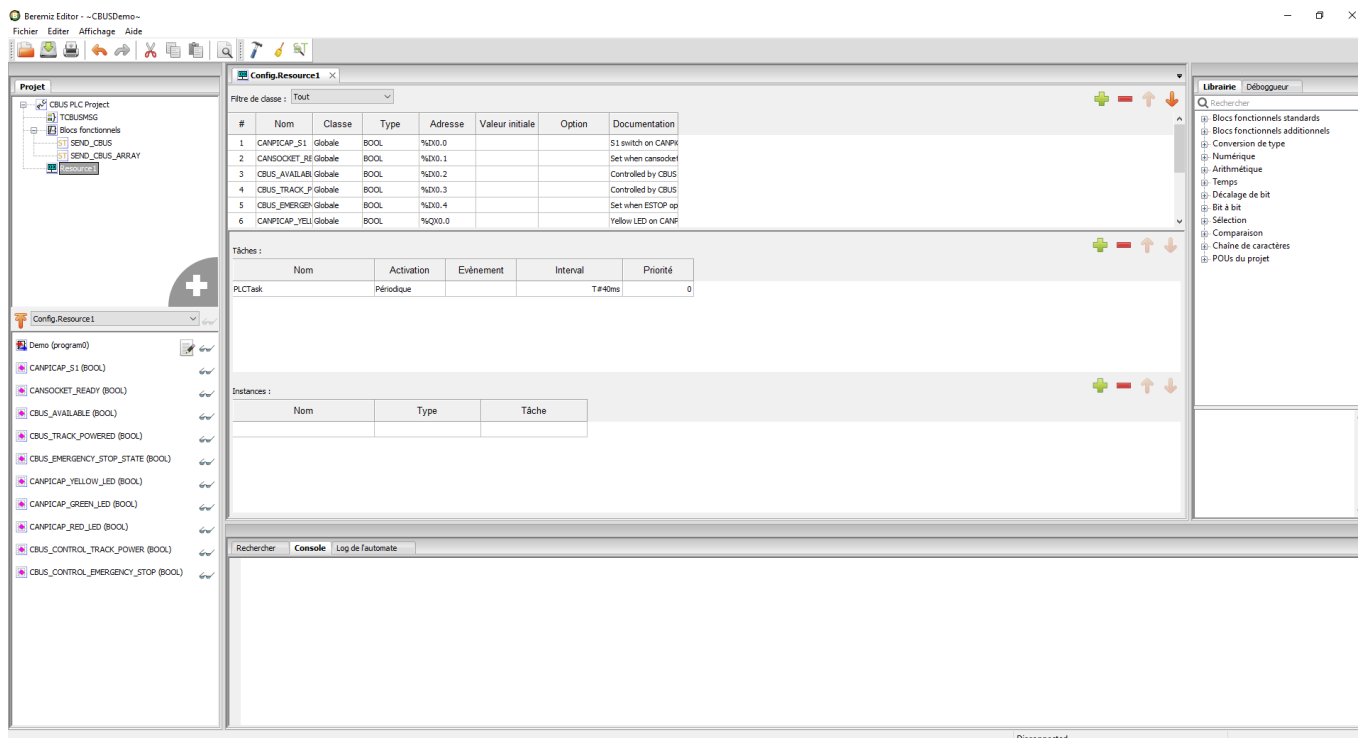 Beremiz Editor - ~CBUSDemo~
Fichier Editer Affichage Aide
Projet
CBUS PLC Project
TCBUSMSG
Blocs fonctionnels
ST SEND_CBUS
ST SEND_CBUS_ARRAY
Resource1
Config.Resource1
Demo (program0)
CANPICAP_S1 (BOOL)
CANSOCKET_READY (BOOL)
CBUS_AVAILABLE (BOOL)
CBUS_TRACK_POWERED (BOOL)
CBUS_EMERGENCY_STOP_STATE (BOOL)
CANPICAP_YELLOW_LED (BOOL)
CANPICAP_GREEN_LED (BOOL)
CANPICAP_RED_LED (BOOL)
CBUS_CONTROL_TRACK_POWER (BOOL)
CBUS_CONTROL_EMERGENCY_STOP (BOOL)
Config.Resource1
Filtre de classe : Tout
# Nom Classe Type Adresse Valeur initiale Option Documentation
1 CANPICAP_S1 Globale BOOL %IX0.0 S1 switch on CANPI
2 CANSOCKET_RE Globale BOOL %IX0.1 Set when cansocket
3 CBUS_AVAILABL Globale BOOL %IX0.2 Controlled by CBUS
4 CBUS_TRACK_P Globale BOOL %IX0.3 Controlled by CBUS
5 CBUS_EMERGEN Globale BOOL %IX0.4 Set when ESTOP op
6 CANPICAP_YELL Globale BOOL %QX0.0 Yellow LED on CANP
Tâches :
Nom Activation Evènement Interval Priorité
PLCTask Périodique T#40ms 0
Instances :
Nom Type Tâche
Rechercher Console Log de l'automate
Librairie Débogueur
Rechercher
Blocs fonctionnels standards
Blocs fonctionnels additionnels
Conversion de type
Numérique
Arithmétique
Temps
Décalage de bit
Bit à bit
Sélection
Comparaison
Chaîne de caractères
POUs du projet
Disconnected